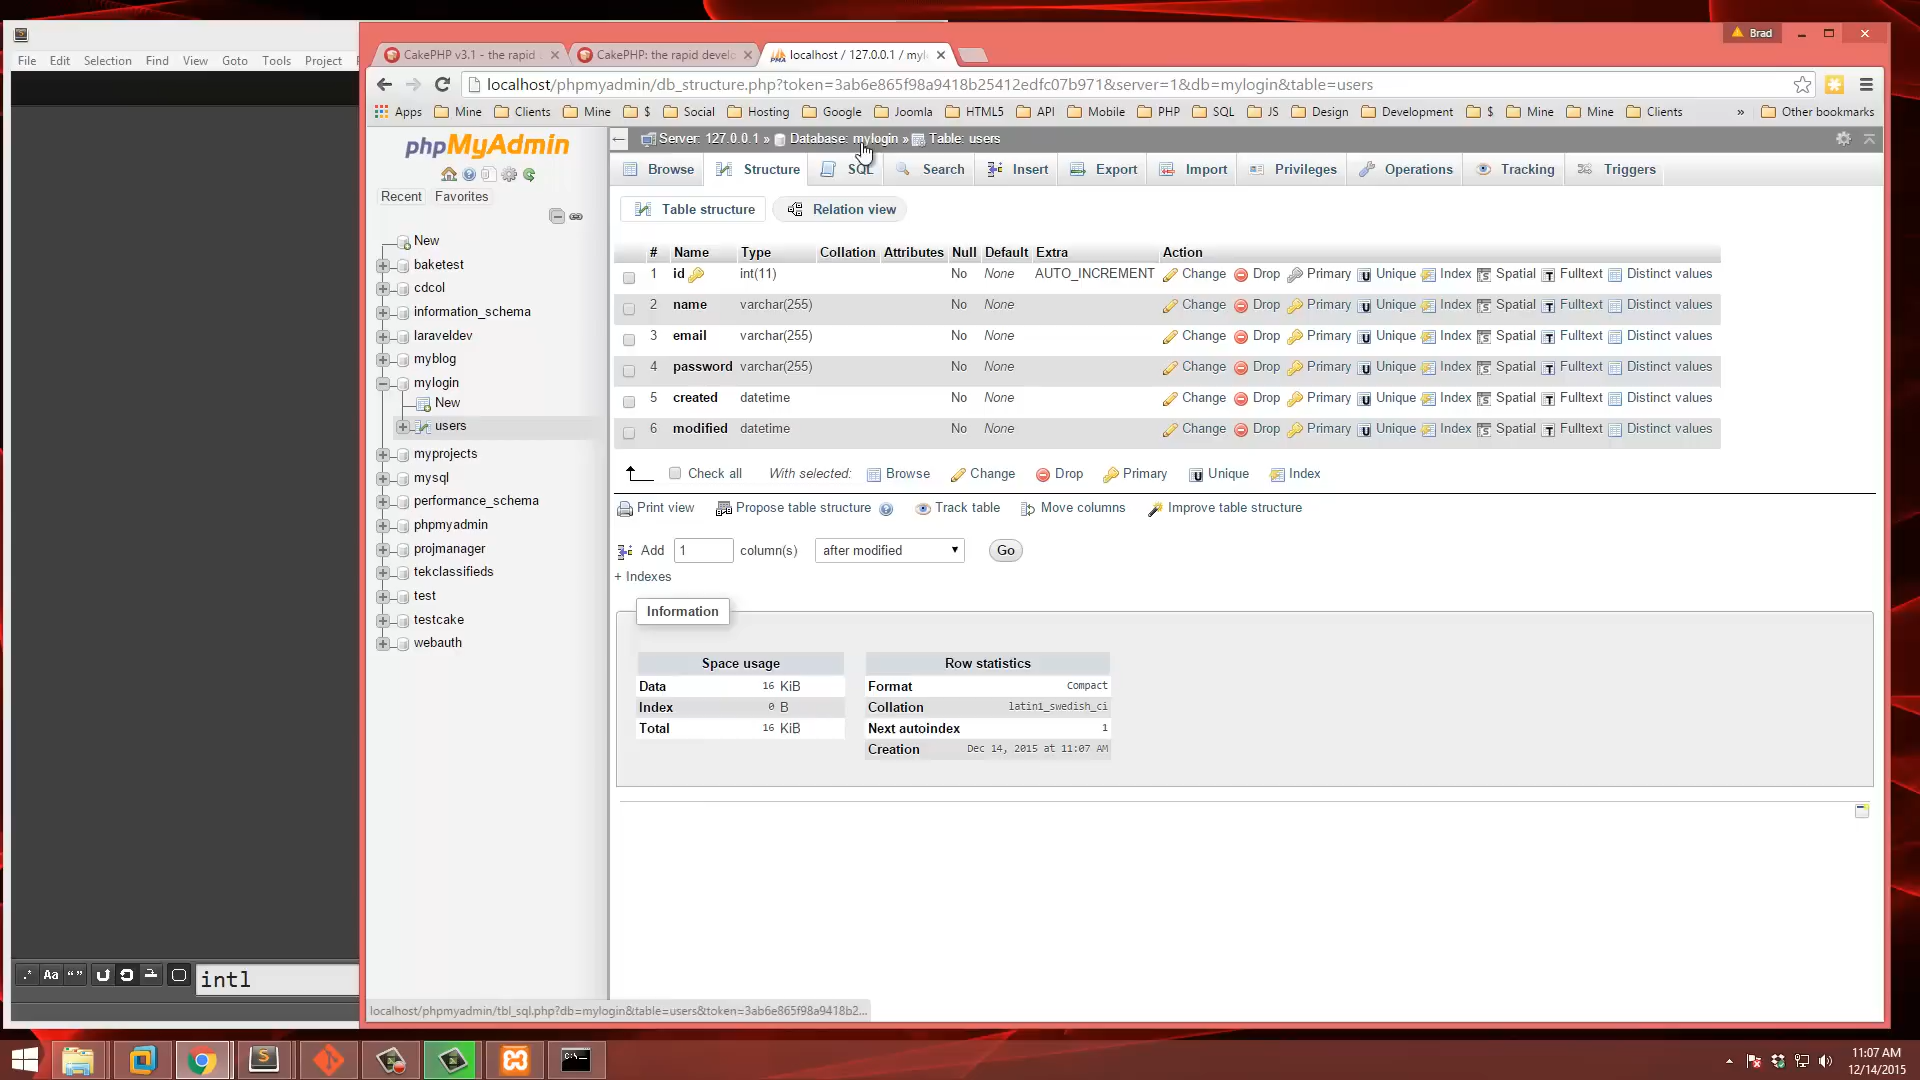 File Edit Selection Find View Goto Tools Project
CakePHP v3.1 - the rapid
CakePHP: the rapid develo
localhost / 127.0.0.1 / my
Brad
localhost/phpmyadmin/db_structure.php?token=3ab6e865f98a9418b25412edfc07b971&server=1&db=mylogin&table=users
Apps Mine Clients Mine $ Social Hosting Google Joomla HTML5 API Mobile PHP SQL JS Design Development $ Mine Mine Clients » Other bookmarks
phpMyAdmin
Recent Favorites
New
baketest
cdcol
information_schema
laraveldev
myblog
mylogin
New
users
myprojects
mysql
performance_schema
phpmyadmin
projmanager
tekclassifieds
test
testcake
webauth
Server: 127.0.0.1 » Database: mylogin » Table: users
Browse Structure SQL Search Insert Export Import Privileges Operations Tracking Triggers
Table structure Relation view
# Name Type Collation Attributes Null Default Extra Action
1 id int(11) No None AUTO_INCREMENT Change Drop Primary Unique Index Spatial Fulltext Distinct values
2 name varchar(255) No None Change Drop Primary Unique Index Spatial Fulltext Distinct values
3 email varchar(255) No None Change Drop Primary Unique Index Spatial Fulltext Distinct values
4 password varchar(255) No None Change Drop Primary Unique Index Spatial Fulltext Distinct values
5 created datetime No None Change Drop Primary Unique Index Spatial Fulltext Distinct values
6 modified datetime No None Change Drop Primary Unique Index Spatial Fulltext Distinct values
Check all With selected: Browse Change Drop Primary Unique Index
Print view Propose table structure Track table Move columns Improve table structure
Add 1 column(s) after modified Go
+ Indexes
Information
Space usage
Data 16 KiB
Index 0 B
Total 16 KiB
Row statistics
Format Compact
Collation latin1_swedish_ci
Next autoindex 1
Creation Dec 14, 2015 at 11:07 AM
.* Aa “” intl
localhost/phpmyadmin/tbl_sql.php?db=mylogin&table=users&token=3ab6e865f98a9418b2...
11:07 AM
12/14/2015